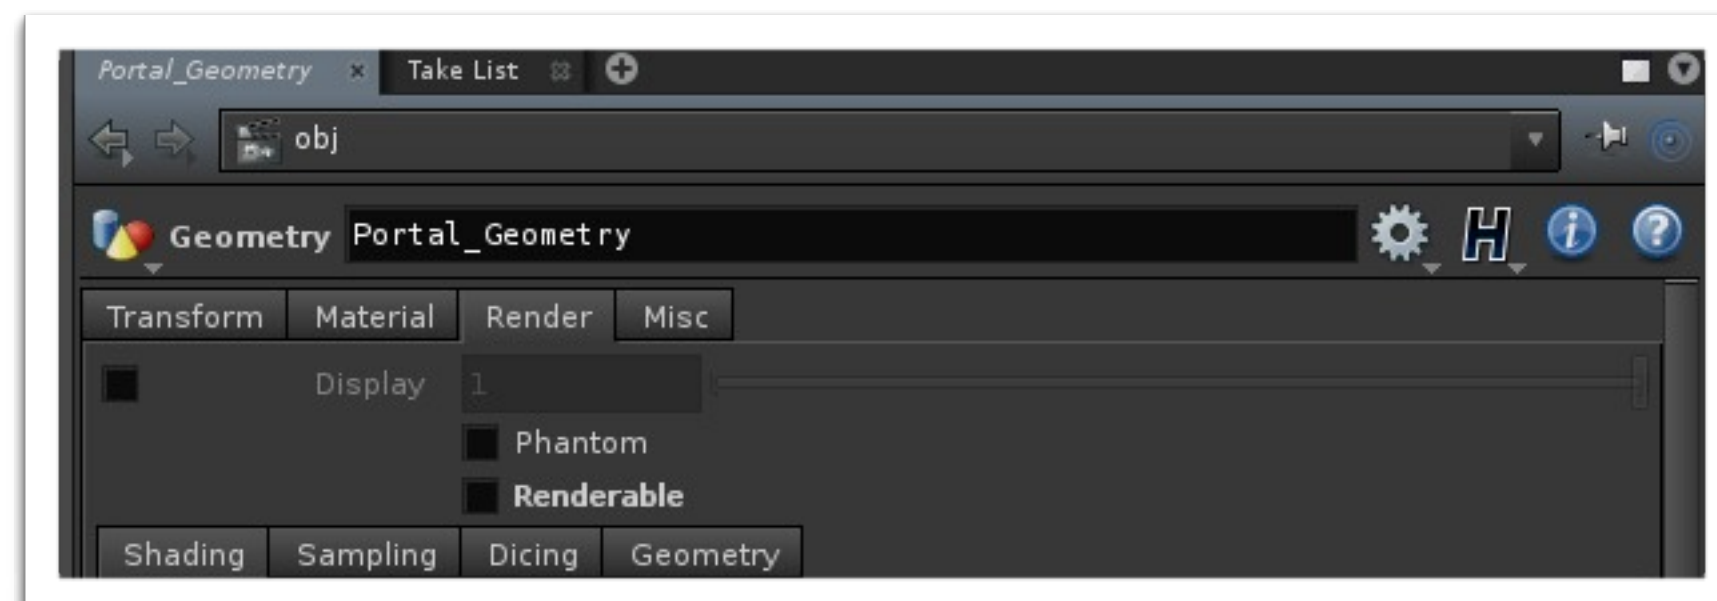 Portal_Geometry Take List
obj
Geometry Portal_Geometry
Transform Material Render Misc
Display 1
Phantom
Renderable
Shading Sampling Dicing Geometry